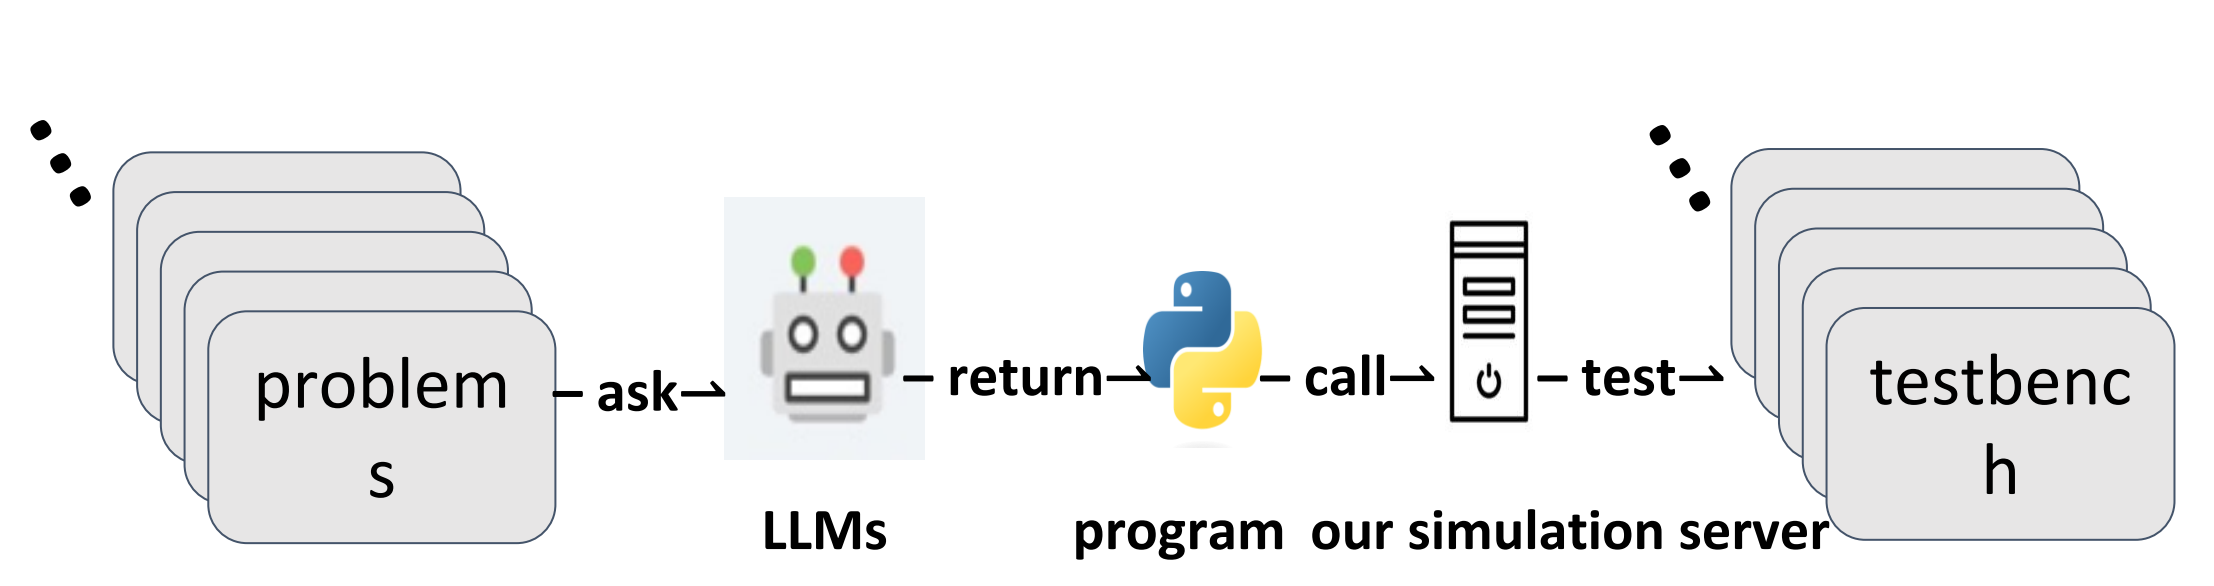 problem
s
– ask⇀
– return⇀
– call⇀
– test⇀
testbenc
h
LLMs
program
our simulation server